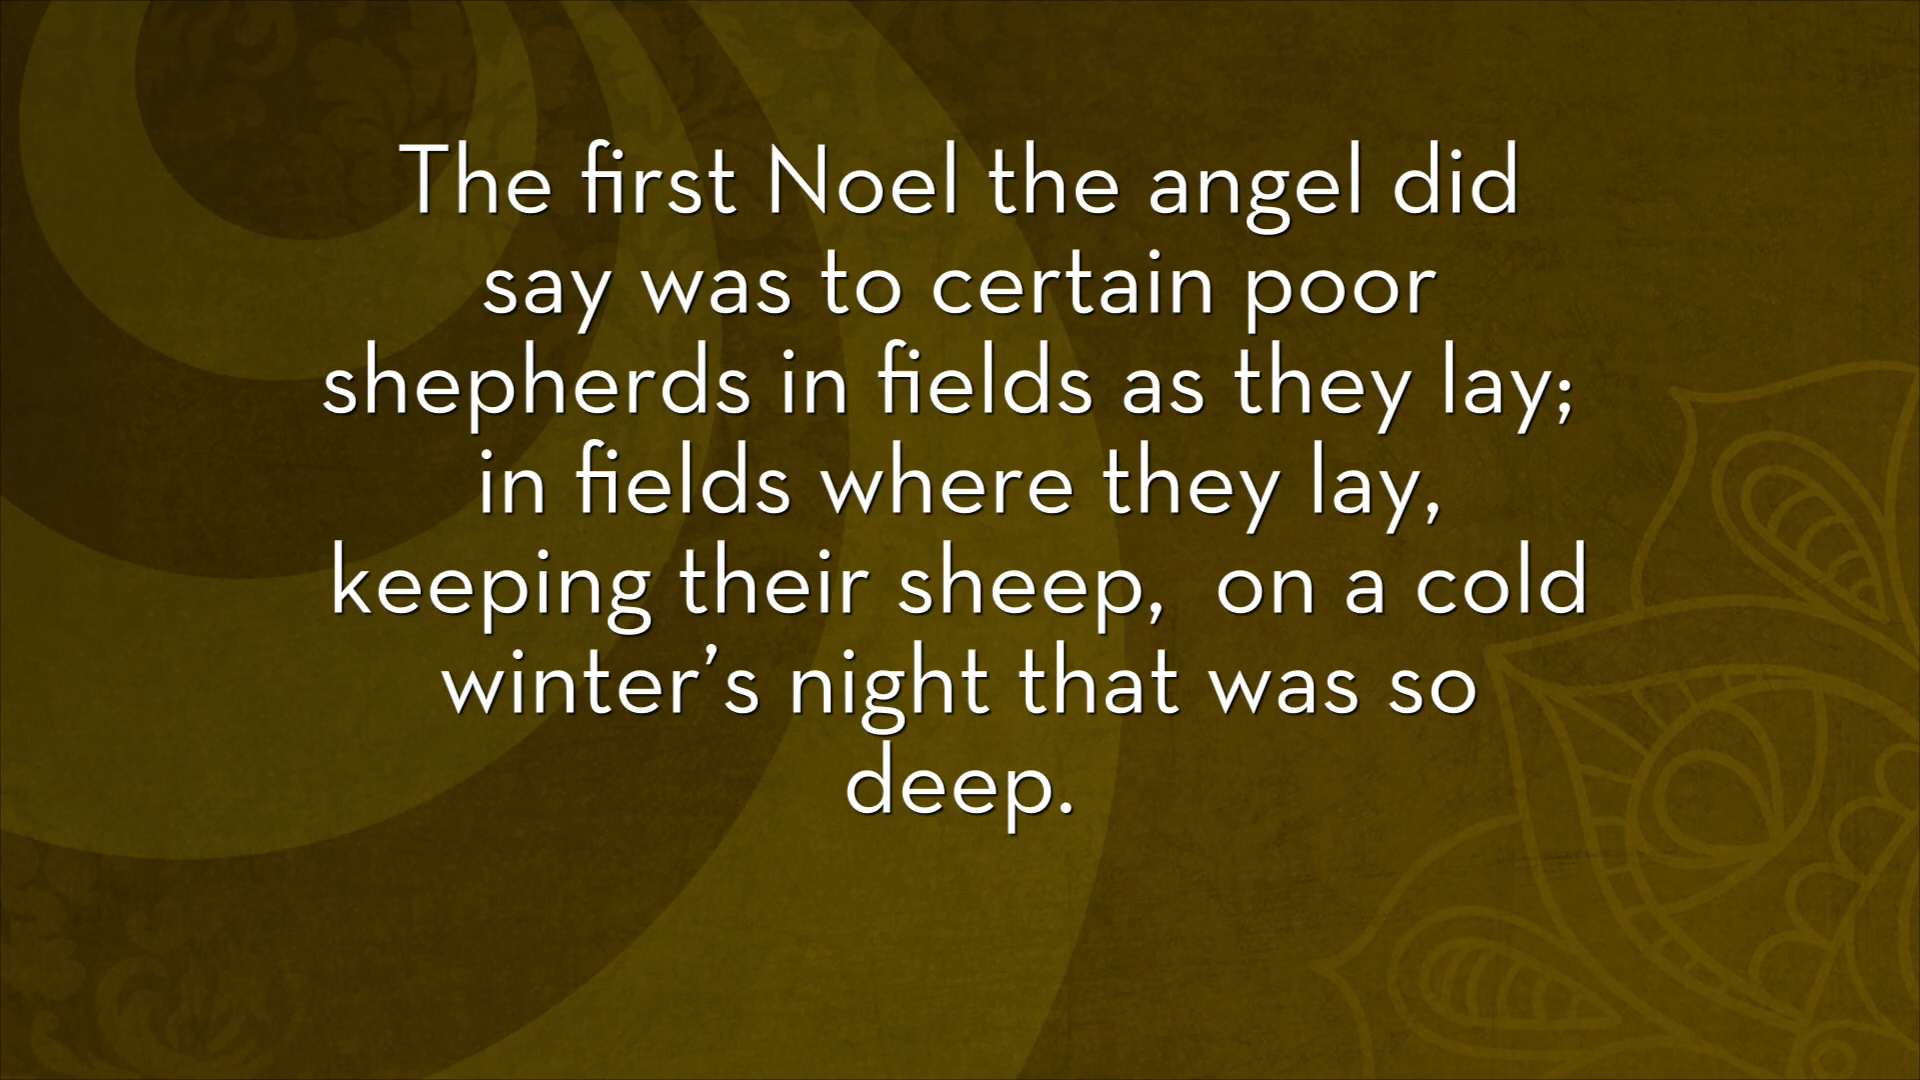 The first Noel the angel did
say was to certain poor
shepherds in fields as they lay;
in fields where they lay,
keeping their sheep,  on a cold
winter’s night that was so
deep.